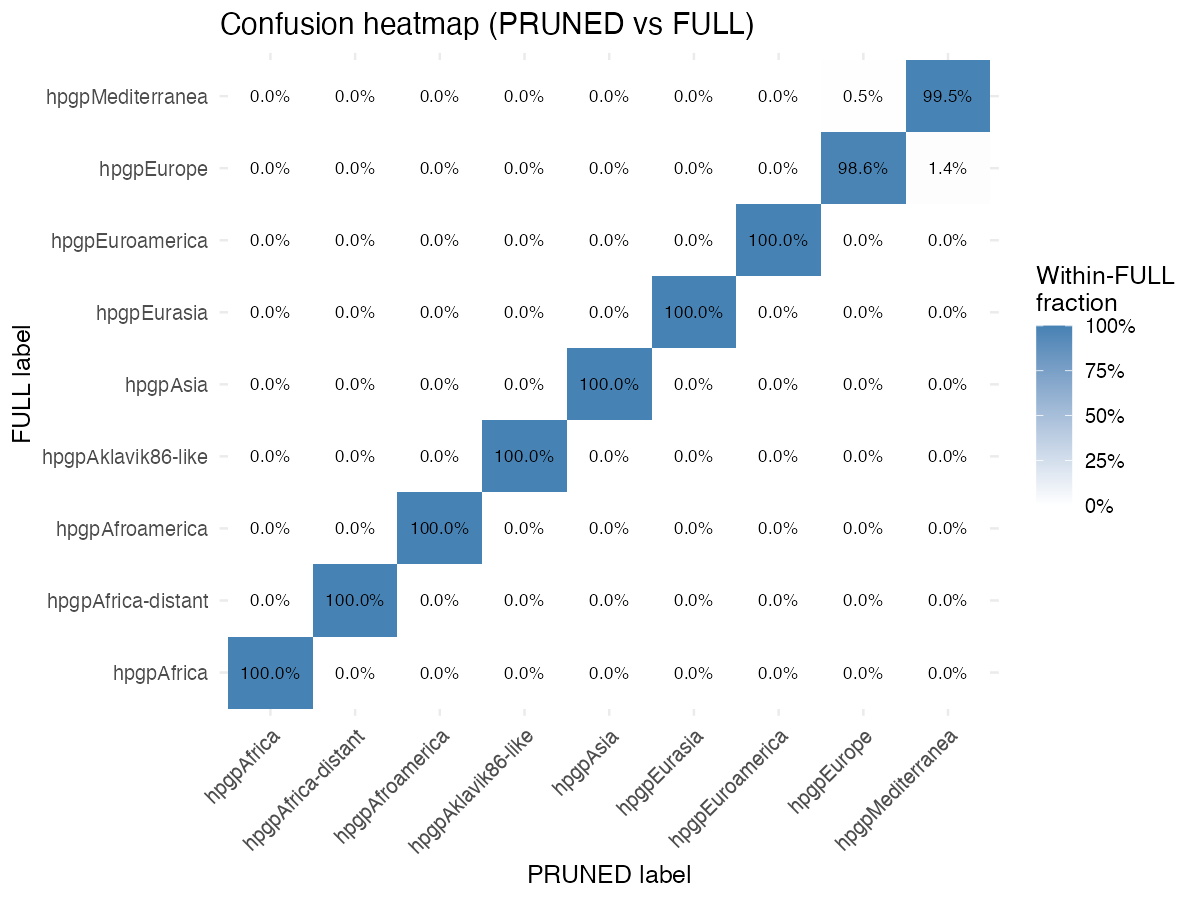 Confusion heatmap (PRUNED vs FULL)
hpgpMediterranea 0.0% 0.0% 0.0% 0.0% 0.0% 0.0% 0.0% 0.5% 99.5%
hpgpEurope 0.0% 0.0% 0.0% 0.0% 0.0% 0.0% 0.0% 98.6% 1.4%
hpgpEuroamerica 0.0% 0.0% 0.0% 0.0% 0.0% 0.0% 100.0% 0.0% 0.0%
hpgpEurasia 0.0% 0.0% 0.0% 0.0% 0.0% 100.0% 0.0% 0.0% 0.0%
hpgpAsia 0.0% 0.0% 0.0% 0.0% 100.0% 0.0% 0.0% 0.0% 0.0%
hpgpAklavik86-like 0.0% 0.0% 0.0% 100.0% 0.0% 0.0% 0.0% 0.0% 0.0%
hpgpAfroamerica 0.0% 0.0% 100.0% 0.0% 0.0% 0.0% 0.0% 0.0% 0.0%
hpgpAfrica-distant 0.0% 100.0% 0.0% 0.0% 0.0% 0.0% 0.0% 0.0% 0.0%
hpgpAfrica 100.0% 0.0% 0.0% 0.0% 0.0% 0.0% 0.0% 0.0% 0.0%
FULL label
hpgpAfrica
hpgpAfrica-distant
hpgpAfroamerica
hpgpAklavik86-like
hpgpAsia
hpgpEurasia
hpgpEuroamerica
hpgpEurope
hpgpMediterranea
PRUNED label
Within-FULL
fraction
100%
75%
50%
25%
0%